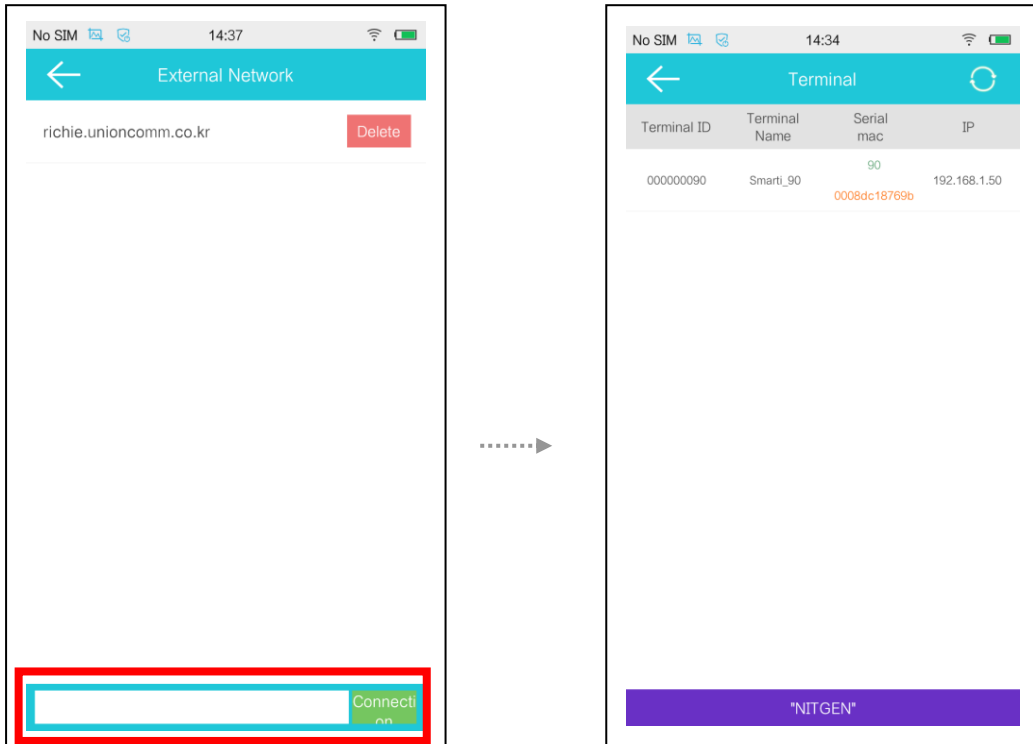 No SIM 14:37
External Network
richie.unioncomm.co.kr Delete
Connecti
on
No SIM 14:34
Terminal
Terminal ID Terminal Name Serial mac IP
000000090 Smarti_90 90 0008dc18769b 192.168.1.50
"NITGEN"